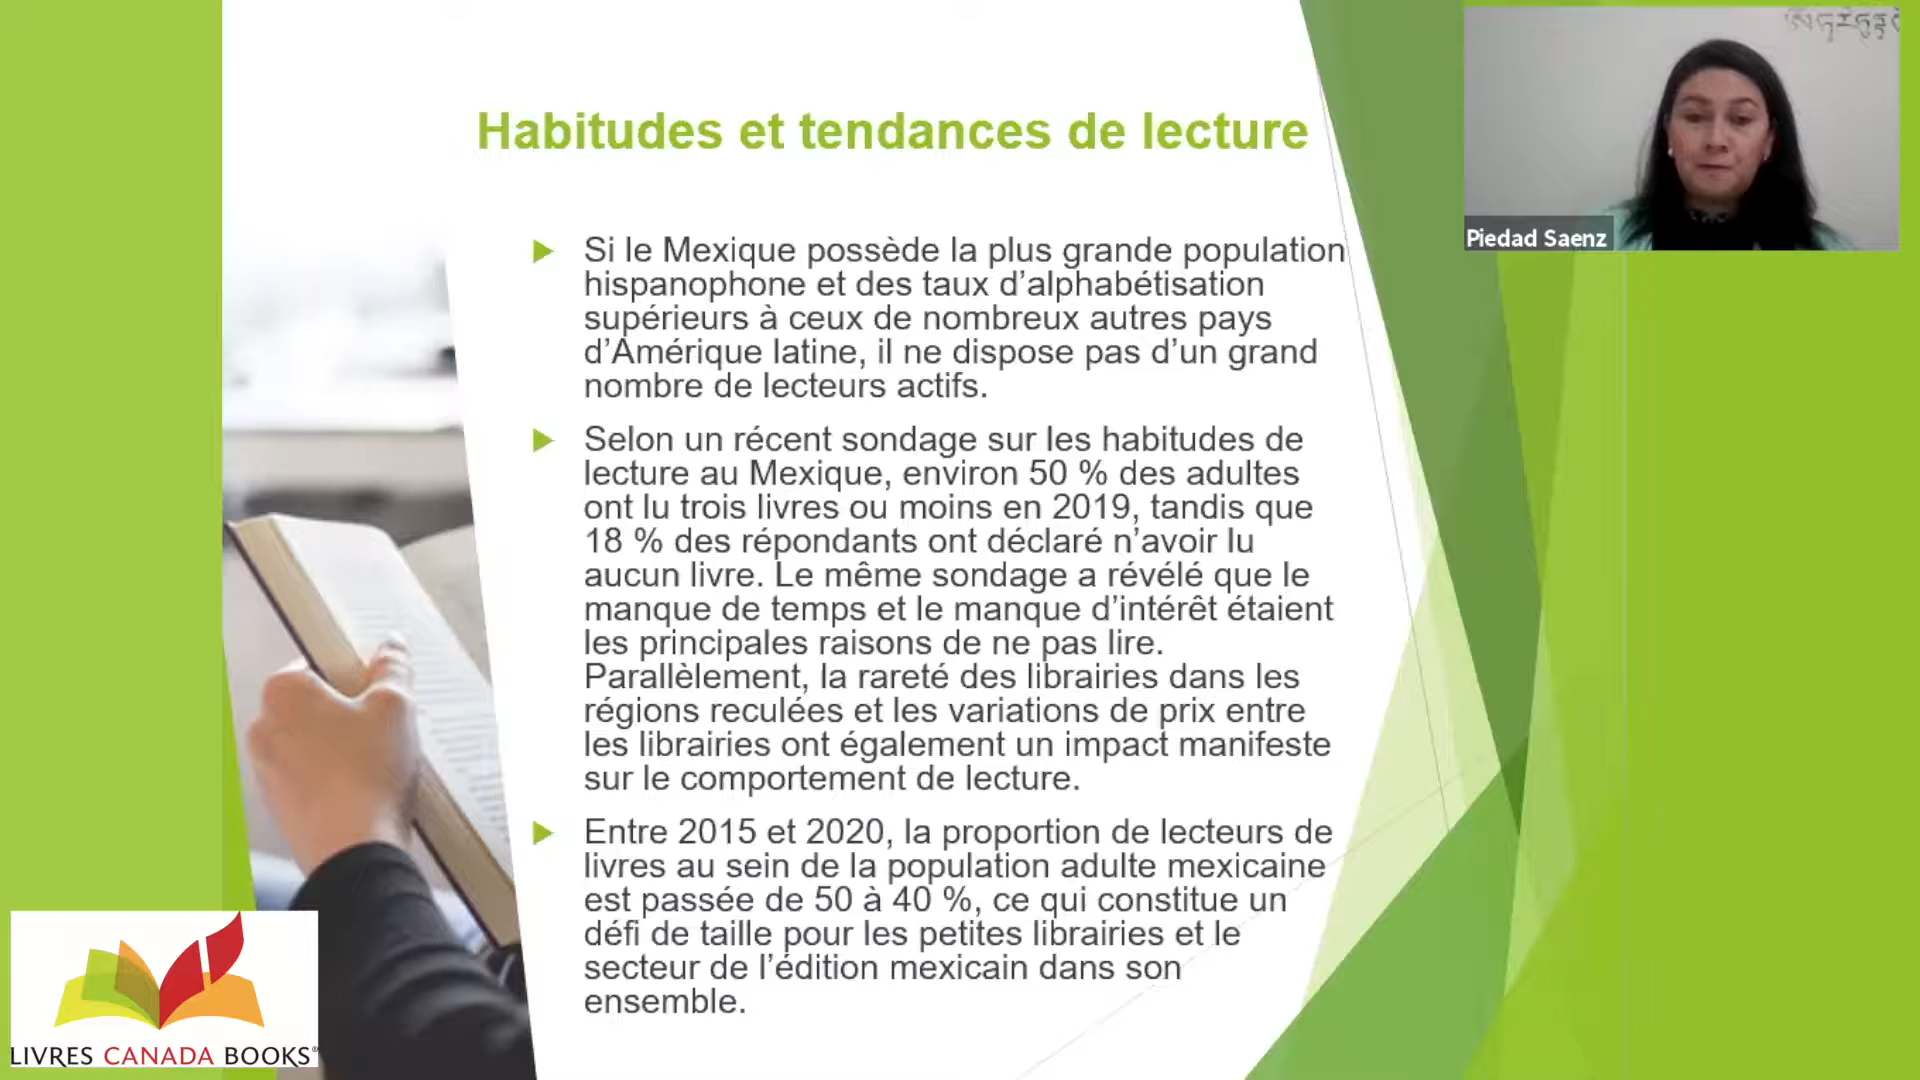 Habitudes et tendances de lecture
Si le Mexique possède la plus grande population
hispanophone et des taux d’alphabétisation
supérieurs à ceux de nombreux autres pays
d’Amérique latine, il ne dispose pas d’un grand
nombre de lecteurs actifs.
Selon un récent sondage sur les habitudes de
lecture au Mexique, environ 50 % des adultes
ont lu trois livres ou moins en 2019, tandis que
18 % des répondants ont déclaré n’avoir lu
aucun livre. Le même sondage a révélé que le
manque de temps et le manque d’intérêt étaient
les principales raisons de ne pas lire.
Parallèlement, la rareté des librairies dans les
régions reculées et les variations de prix entre
les librairies ont également un impact manifeste
sur le comportement de lecture.
Entre 2015 et 2020, la proportion de lecteurs de
livres au sein de la population adulte mexicaine
est passée de 50 à 40 %, ce qui constitue un
défi de taille pour les petites librairies et le
secteur de l’édition mexicain dans son
ensemble.
Piedad Saenz
LIVRES CANADA BOOKS®